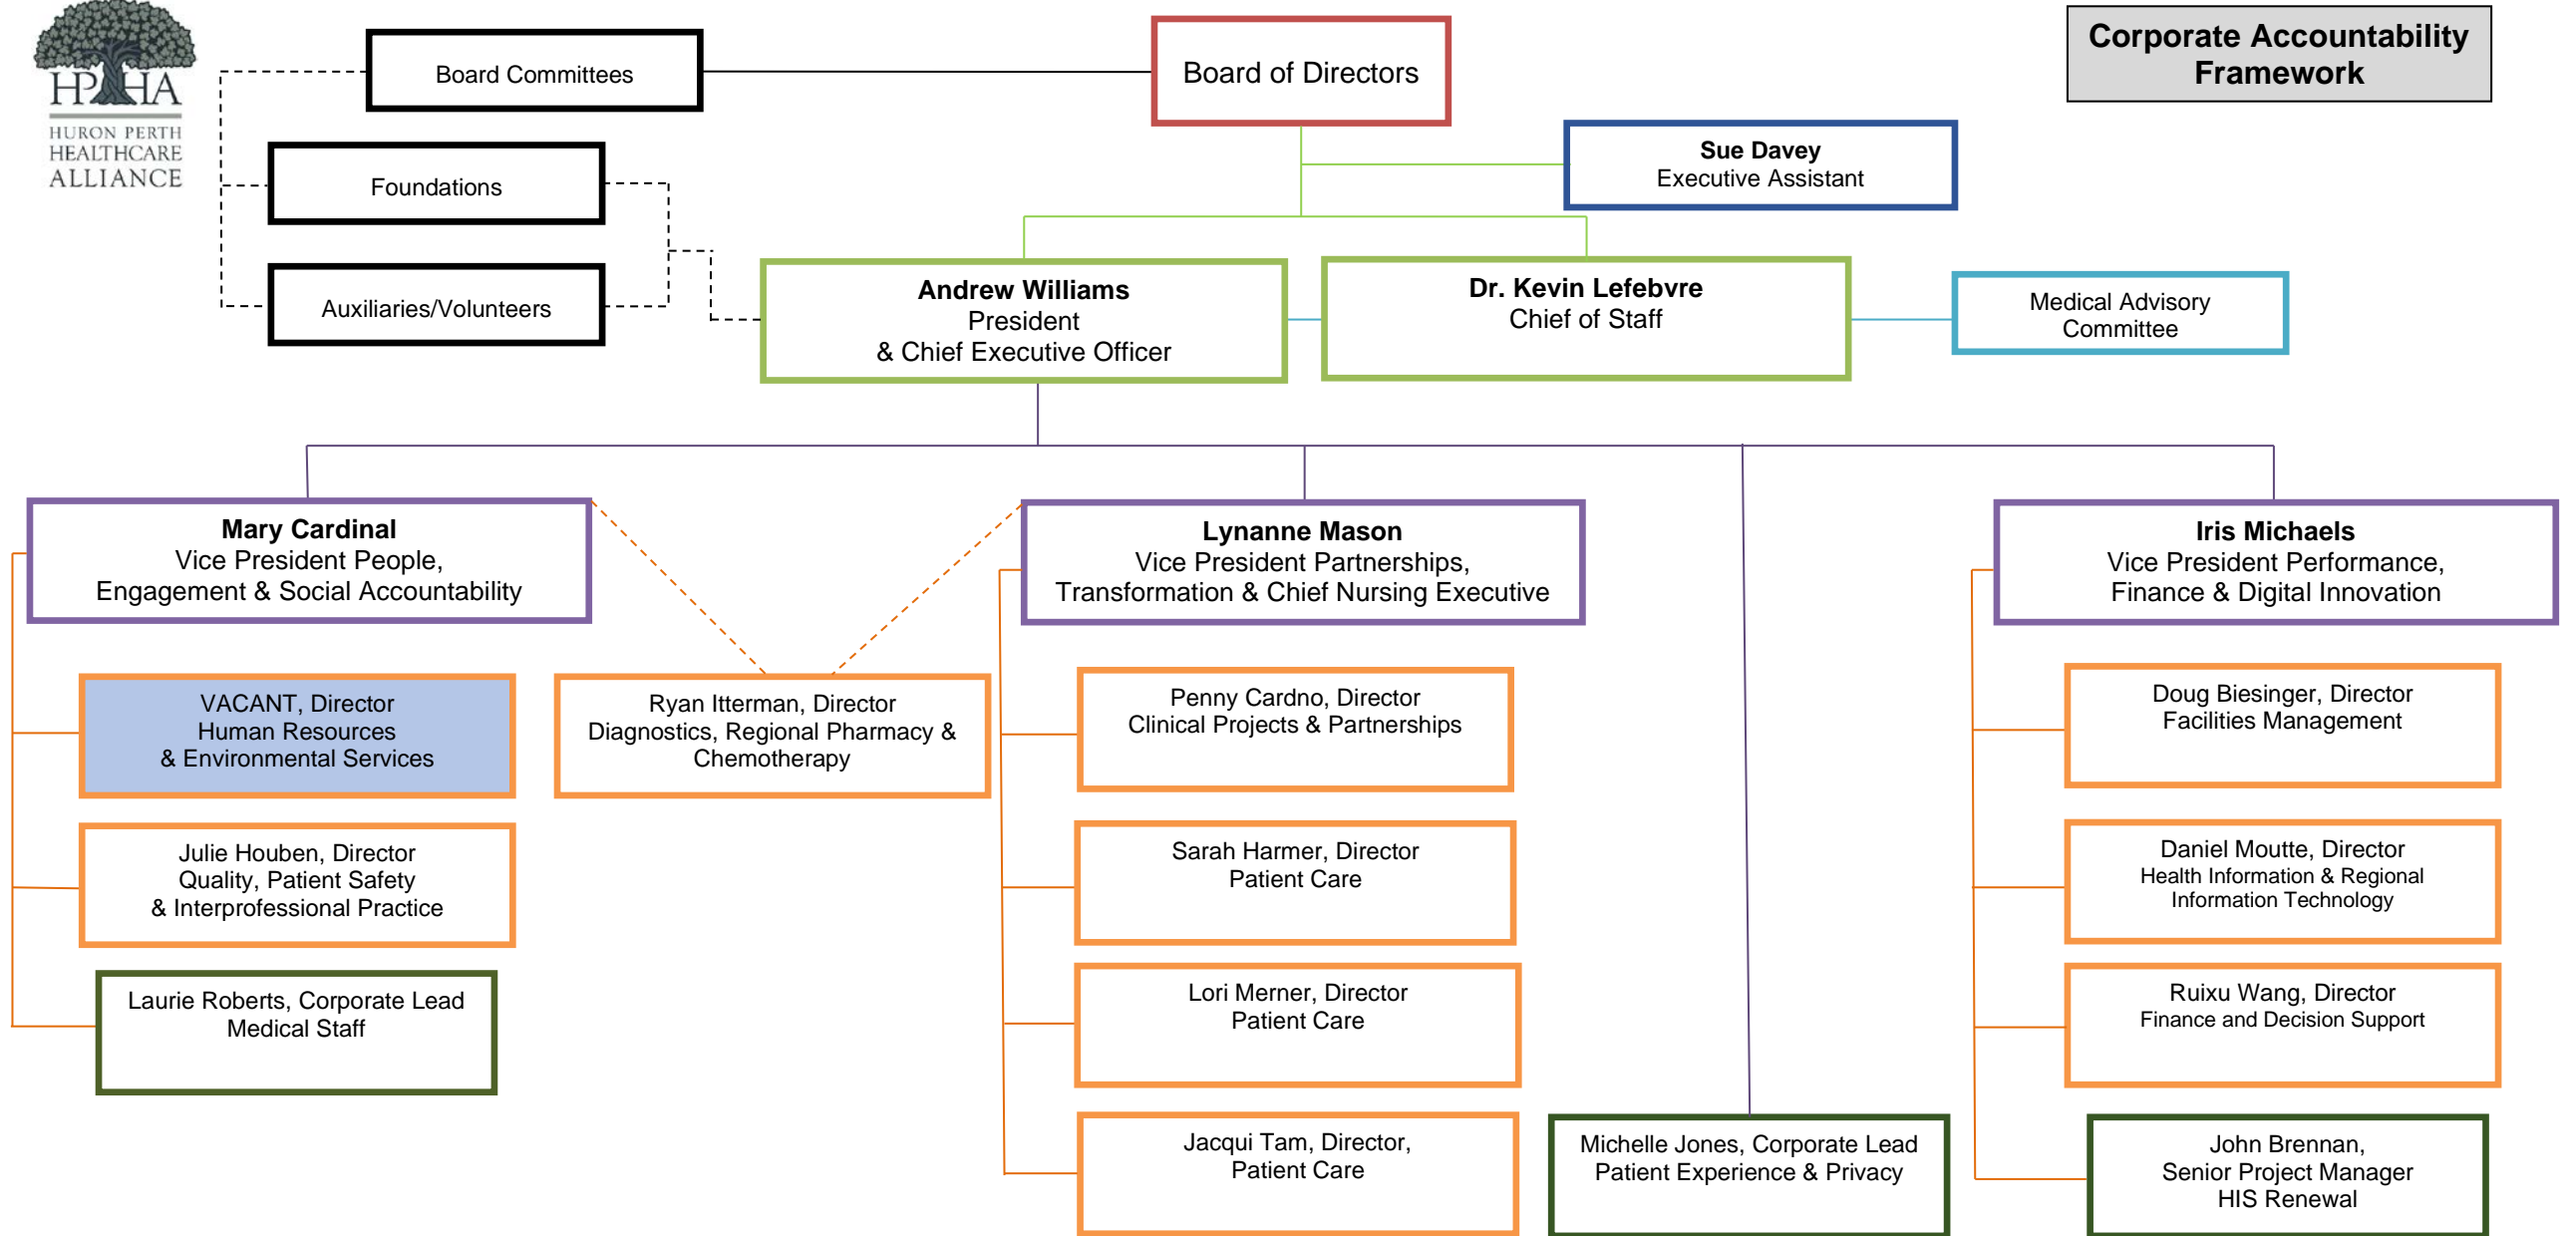 HPHA
HURON PERTH
HEALTHCARE
ALLIANCE
Board Committees
Board of Directors
Corporate Accountability
Framework
Foundations
Sue Davey
Executive Assistant
Auxiliaries/Volunteers
Andrew Williams
President
& Chief Executive Officer
Dr. Kevin Lefebvre
Chief of Staff
Medical Advisory
Committee
Mary Cardinal
Vice President People,
Engagement & Social Accountability
Lynanne Mason
Vice President Partnerships,
Transformation & Chief Nursing Executive
Iris Michaels
Vice President Performance,
Finance & Digital Innovation
VACANT, Director
Human Resources
& Environmental Services
Ryan Itterman, Director
Diagnostics, Regional Pharmacy &
Chemotherapy
Penny Cardno, Director
Clinical Projects & Partnerships
Doug Biesinger, Director
Facilities Management
Julie Houben, Director
Quality, Patient Safety
& Interprofessional Practice
Sarah Harmer, Director
Patient Care
Daniel Moutte, Director
Health Information & Regional
Information Technology
Laurie Roberts, Corporate Lead
Medical Staff
Lori Merner, Director
Patient Care
Ruixu Wang, Director
Finance and Decision Support
Jacqui Tam, Director,
Patient Care
Michelle Jones, Corporate Lead
Patient Experience & Privacy
John Brennan,
Senior Project Manager
HIS Renewal